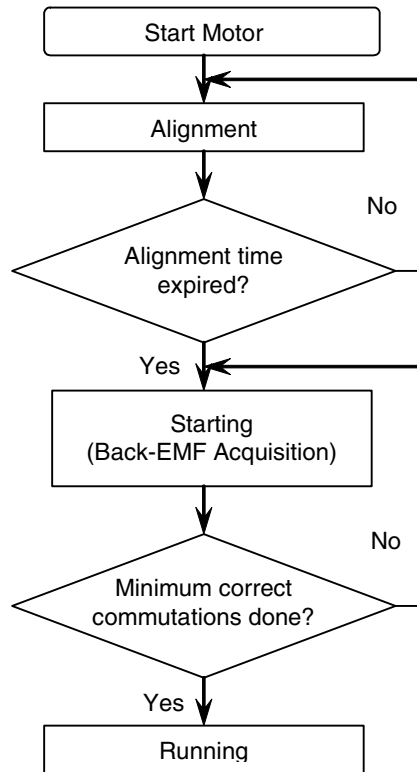 Start Motor
Alignment
No
Alignment time
expired?
Yes
Starting
(Back-EMF Acquisition)
No
Minimum correct
commutations done?
Yes
Running